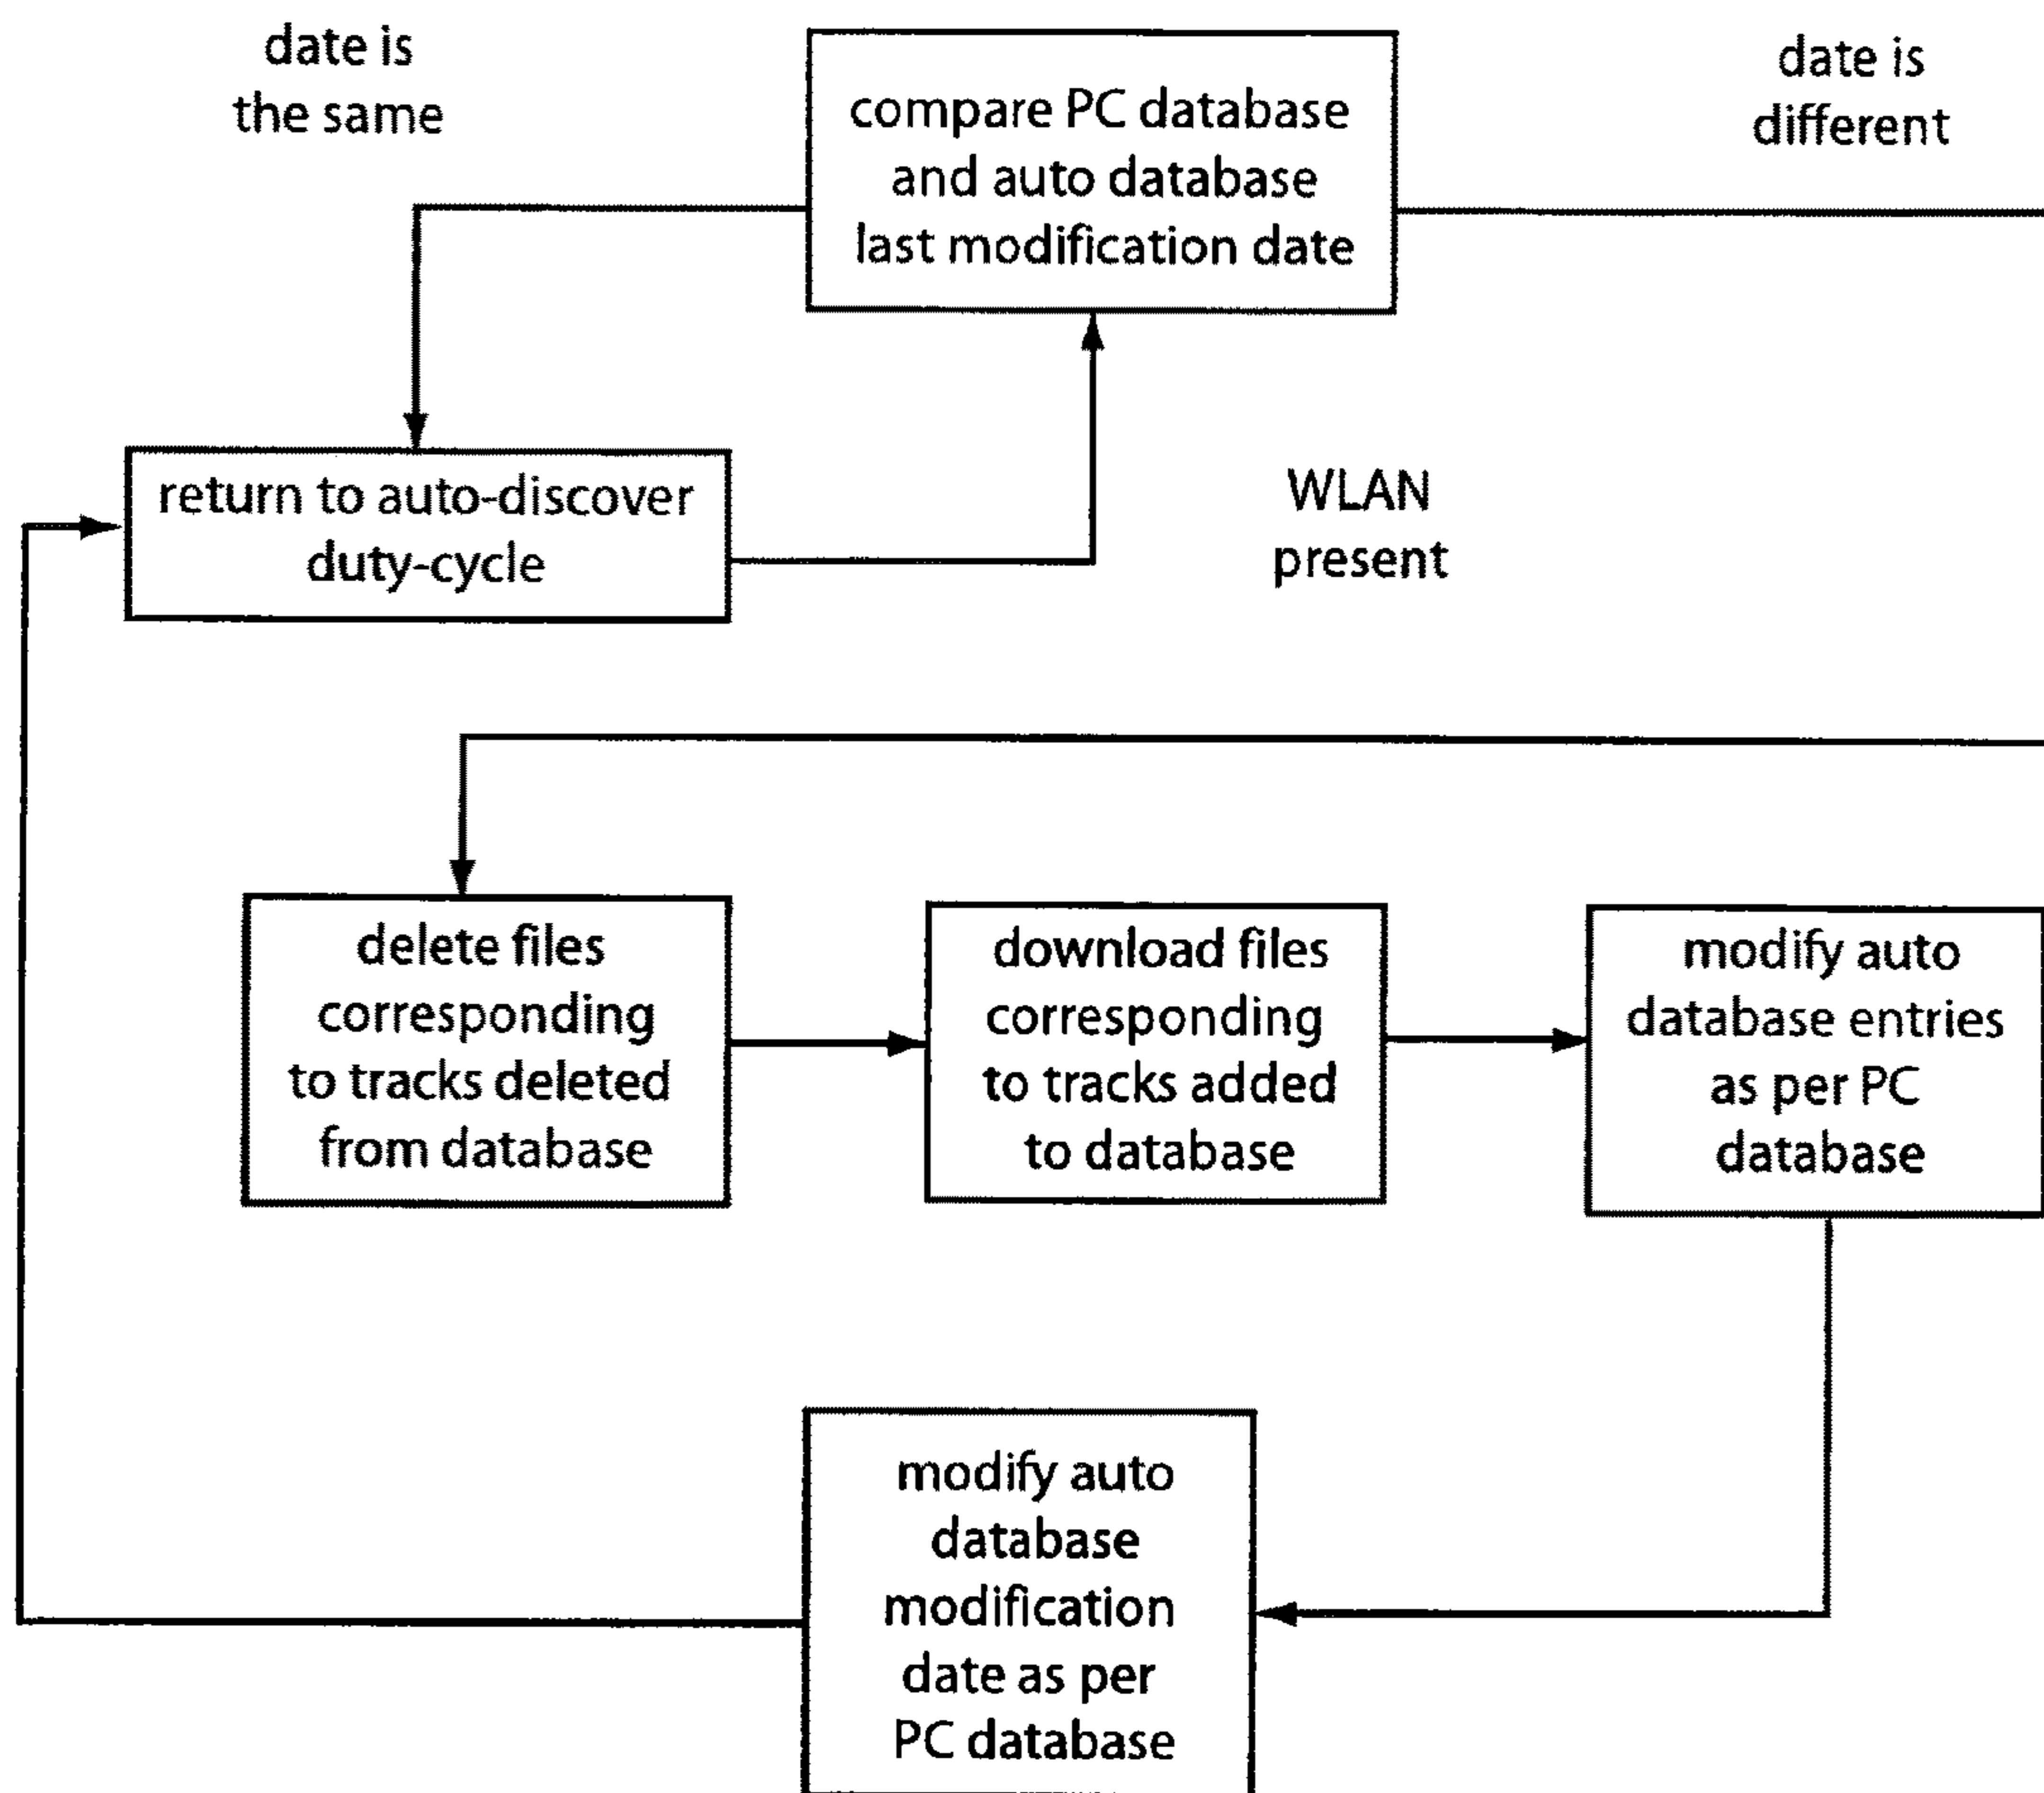 date is
the same
compare PC database
and auto database
last modification date
date is
different
return to auto-discover
duty-cycle
WLAN
present
delete files
corresponding
to tracks deleted
from database
download files
corresponding
to tracks added
to database
modify auto
database entries
as per PC
database
modify auto
database
modification
date as per
PC database